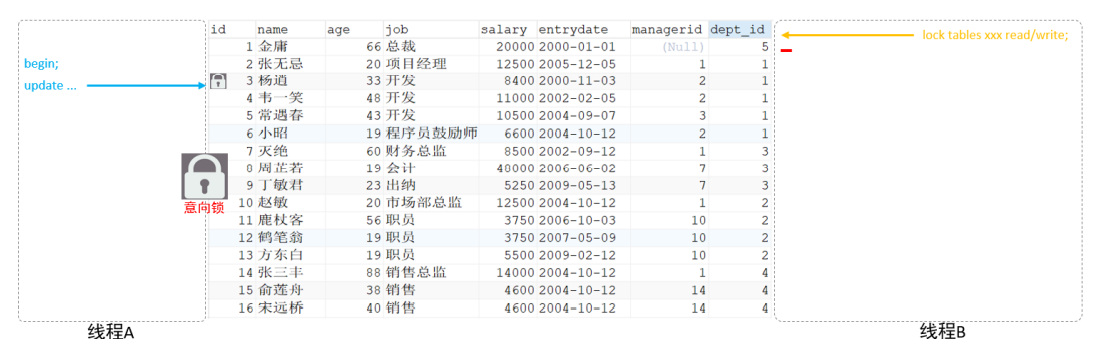 id name age job salary entrydate managerid dept_id
lock tables xxx read/write;
1 金庸 66 总裁 20000 2000-01-01 (Null) 5
begin;
2 张无忌 20 项目经理 12500 2005-12-05 1 1
update ...
3 杨逍 33 开发 8400 2000-11-03 2 1
4 韦一笑 48 开发 11000 2002-02-05 2 1
5 常遇春 43 开发 10500 2004-09-07 3 1
6 小昭 19 程序员鼓励师 6600 2004-10-12 2 1
7 灭绝 60 财务总监 8500 2002-09-12 1 3
8 周芷若 19 会计 48000 2006-06-02 7 3
9 丁敏君 23 出纳 5250 2009-05-13 7 3
10 赵敏 20 市场部总监 12500 2004-10-12 1 2
意向锁
11 鹿杖客 56 职员 3750 2006-10-03 10 2
12 鹤笔翁 19 职员 3750 2007-05-09 10 2
13 方东白 19 职员 5500 2009-02-12 10 2
14 张三丰 88 销售总监 14000 2004-10-12 1 4
15 俞莲舟 38 销售 4600 2004-10-12 14 4
16 宋远桥 40 销售 4600 2004-10-12 14 4
线程A
线程B